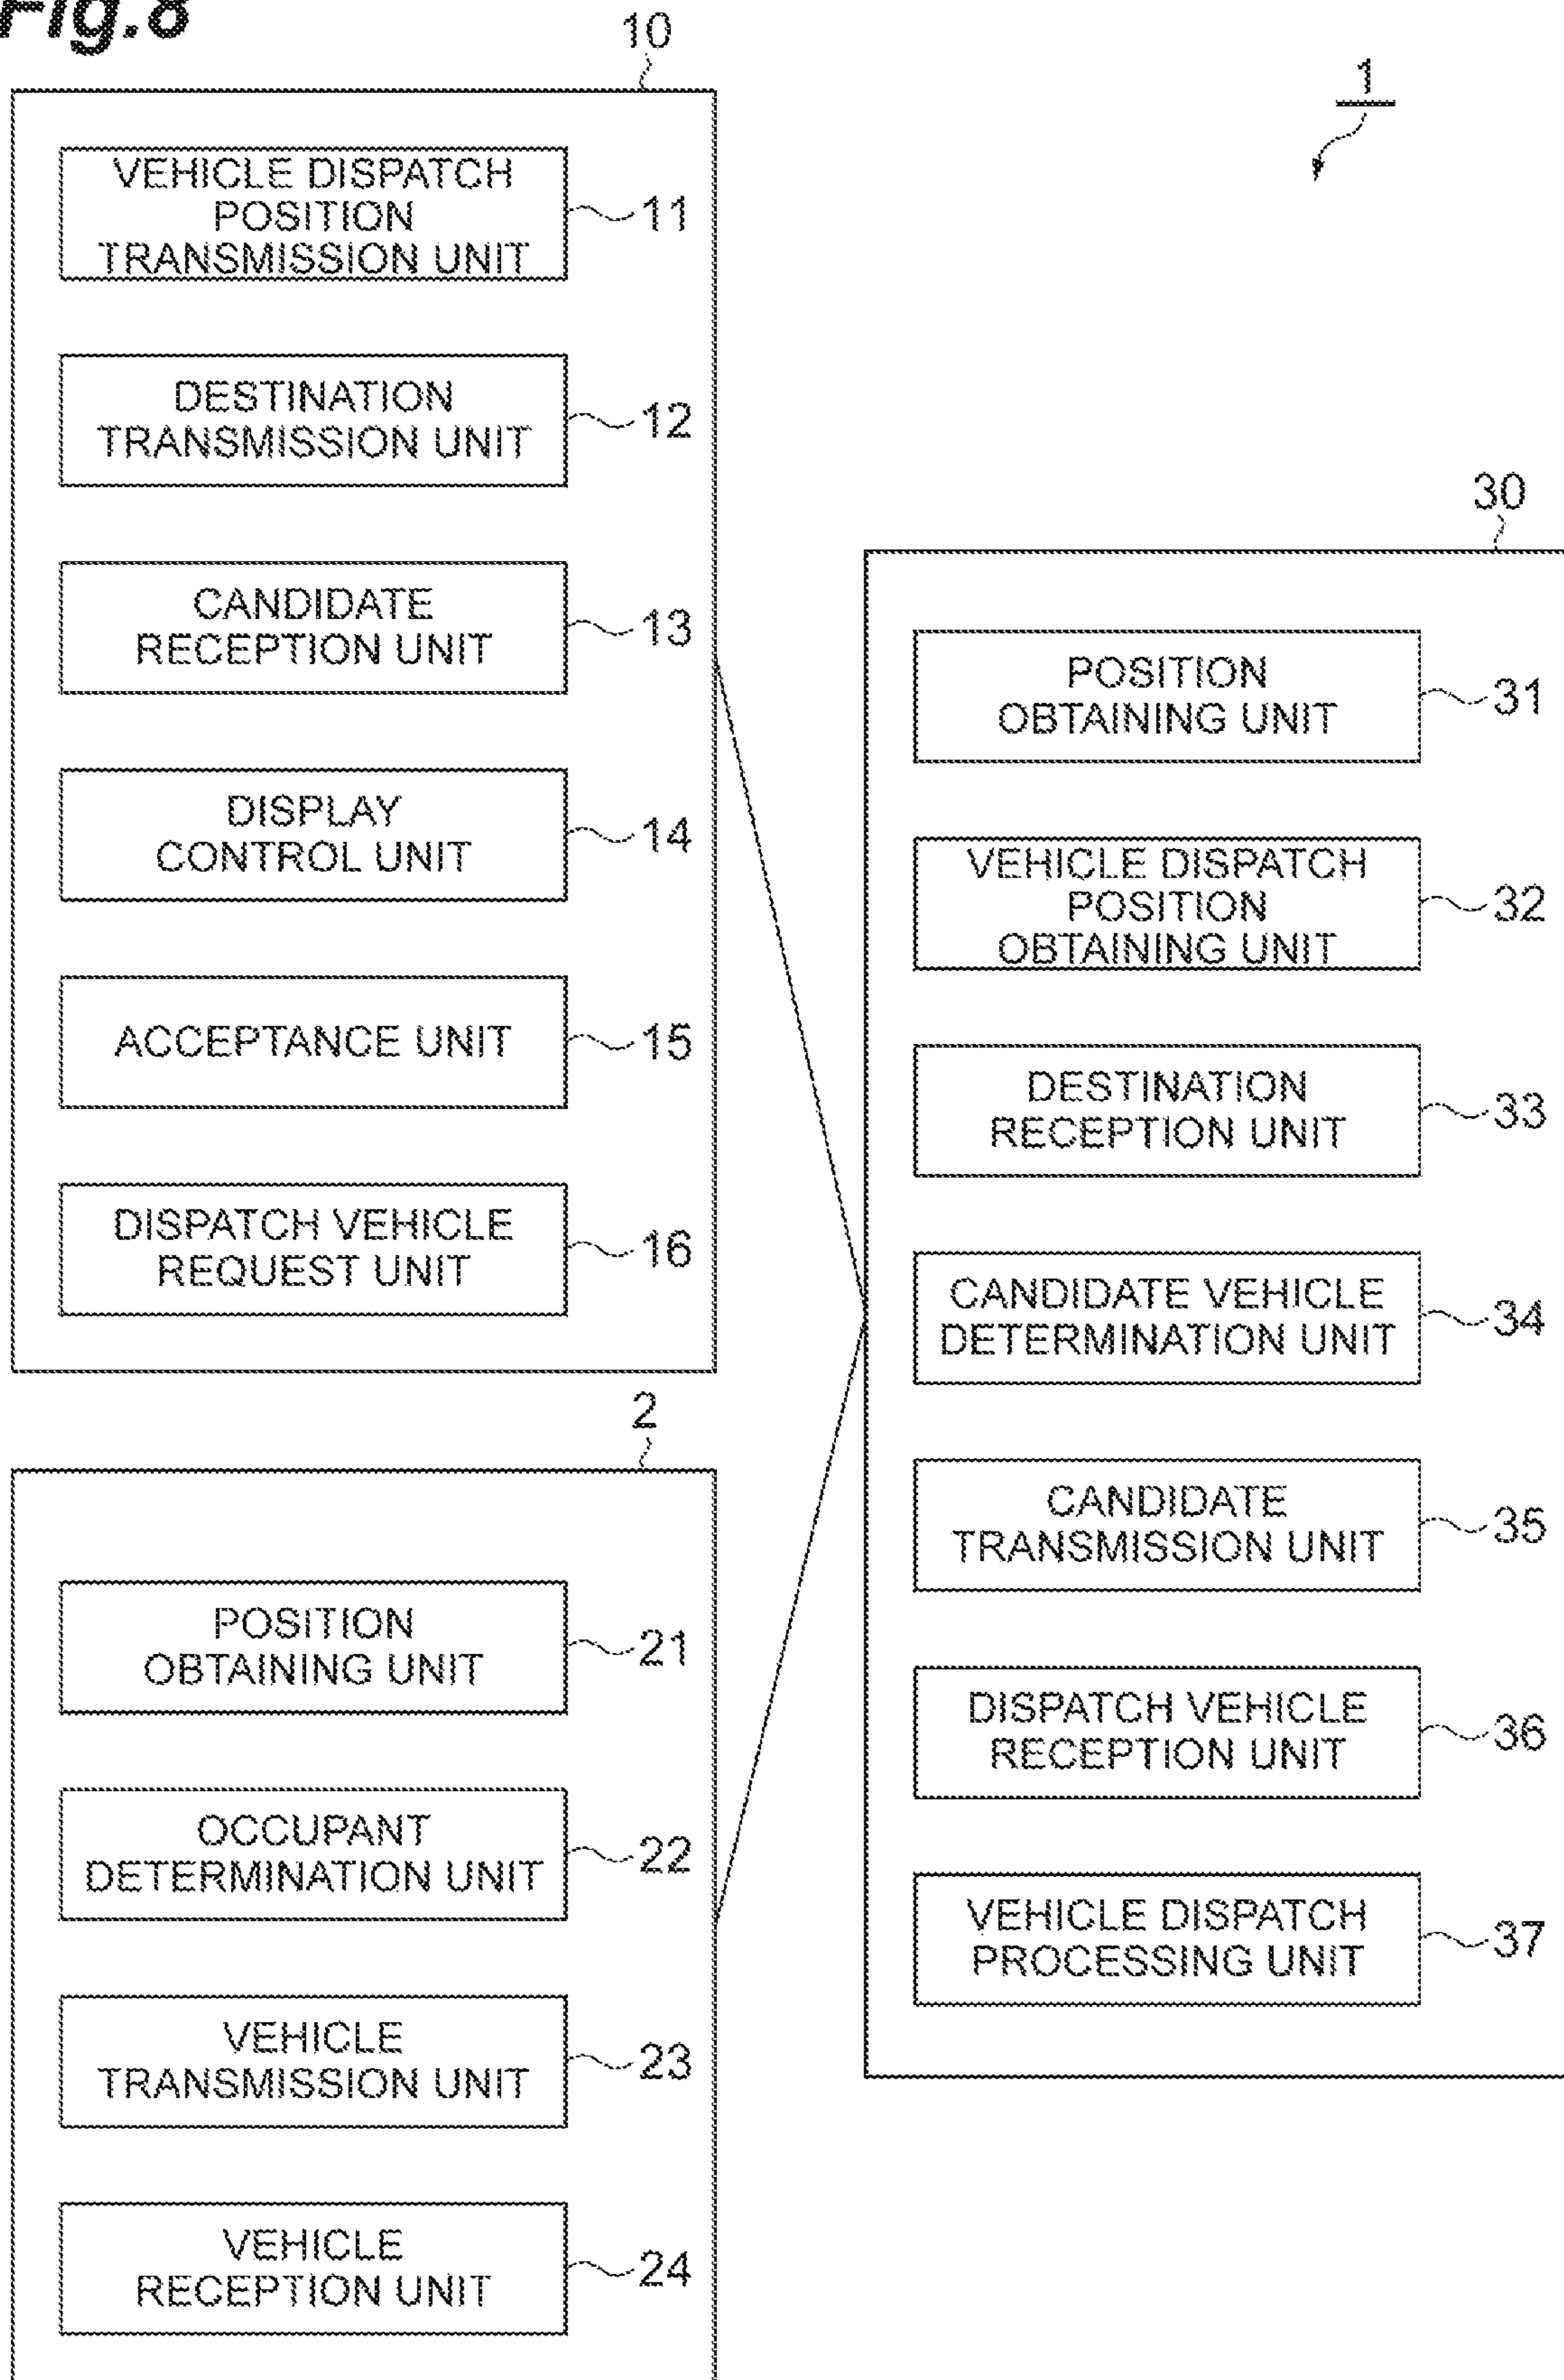 Fig.8
10
1
VEHICLE DISPATCH
POSITION
TRANSMISSION UNIT
11
DESTINATION
TRANSMISSION UNIT
12
CANDIDATE
RECEPTION UNIT
13
DISPLAY
CONTROL UNIT
14
ACCEPTANCE UNIT
15
DISPATCH VEHICLE
REQUEST UNIT
16
2
POSITION
OBTAINING UNIT
21
OCCUPANT
DETERMINATION UNIT
22
VEHICLE
TRANSMISSION UNIT
23
VEHICLE
RECEPTION UNIT
24
30
POSITION
OBTAINING UNIT
31
VEHICLE DISPATCH
POSITION
OBTAINING UNIT
32
DESTINATION
RECEPTION UNIT
33
CANDIDATE VEHICLE
DETERMINATION UNIT
34
CANDIDATE
TRANSMISSION UNIT
35
DISPATCH VEHICLE
RECEPTION UNIT
36
VEHICLE DISPATCH
PROCESSING UNIT
37